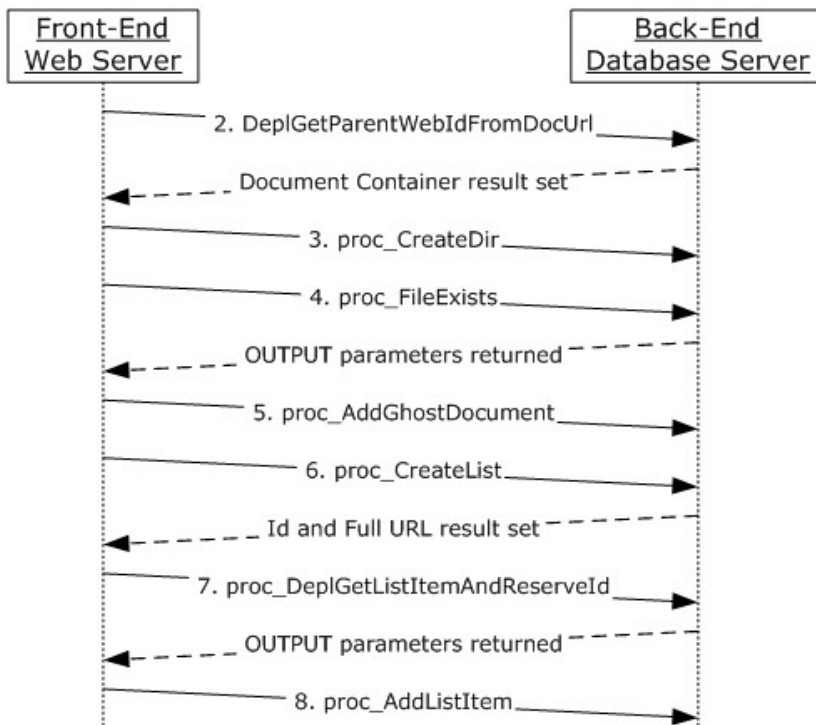 Front-End
Web Server
Back-End
Database Server
2. DeplGetParentWebIdFromDocUrl
Document Container result set
3. proc_CreateDir
4. proc_FileExists
OUTPUT parameters returned
5. proc_AddGhostDocument
6. proc_CreateList
Id and Full URL result set
7. proc_DeplGetListItemAndReserveId
OUTPUT parameters returned
8. proc_AddListItem